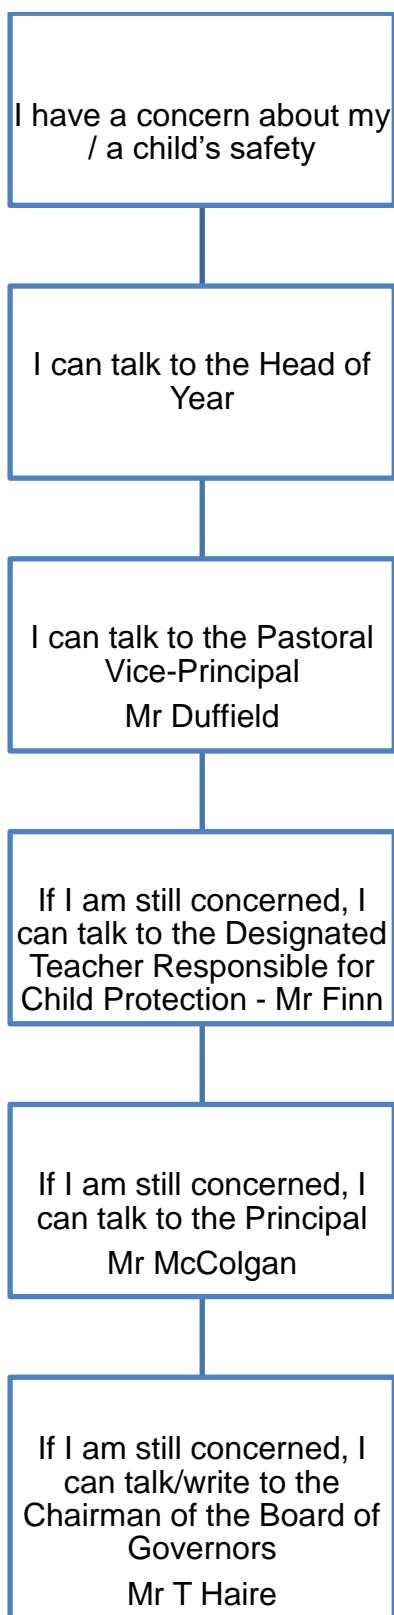 I have a concern about my
/ a child’s safety
I can talk to the Head of
Year
I can talk to the Pastoral
Vice-Principal
Mr Duffield
If I am still concerned, I
can talk to the Designated
Teacher Responsible for
Child Protection - Mr Finn
If I am still concerned, I
can talk to the Principal
Mr McColgan
If I am still concerned, I
can talk/write to the
Chairman of the Board of
Governors
Mr T Haire